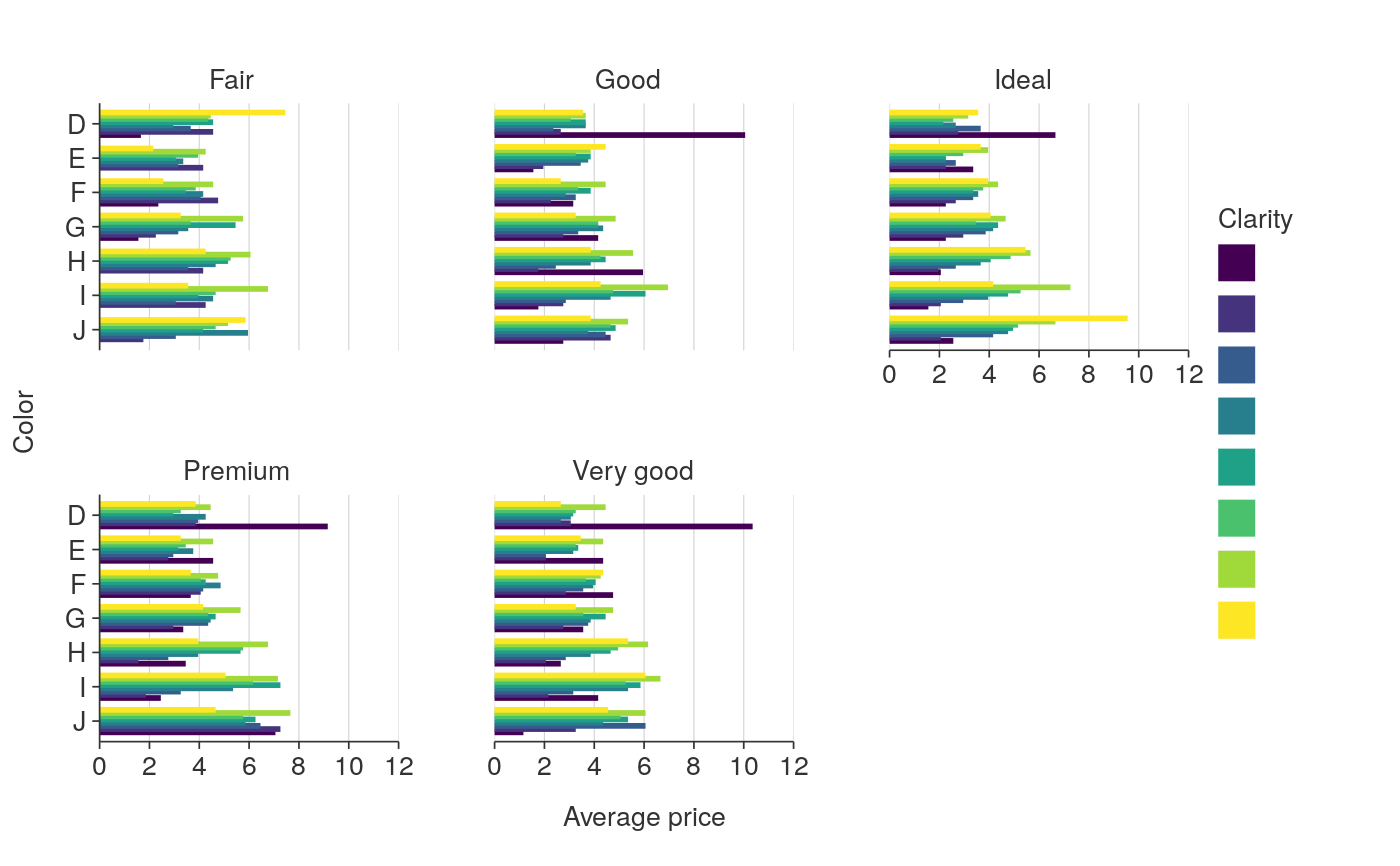 Fair Good Ideal
D
E
F
G
H
I
J
0 2 4 6 8 10 12
Clarity
Color
Premium Very good
D
E
F
G
H
I
J
0 2 4 6 8 10 12 0 2 4 6 8 10 12
Average price